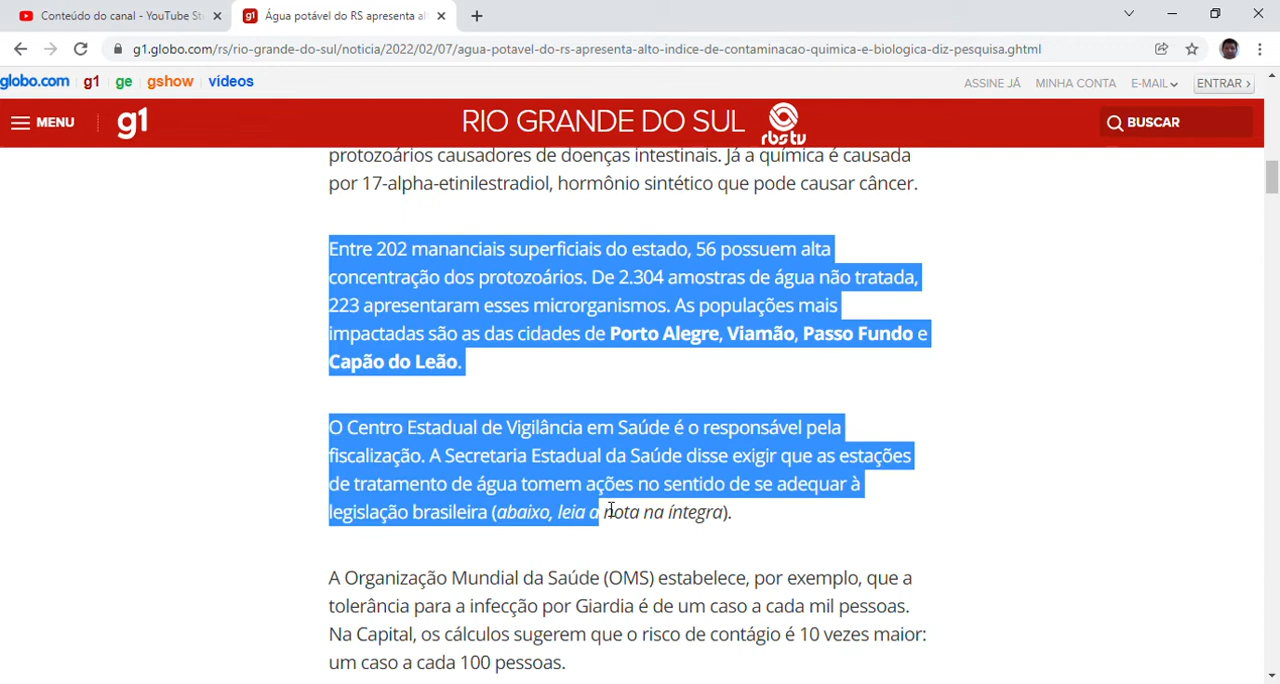 Conteúdo do canal - YouTube St
g1 Água potável do RS apresenta al
g1.globo.com/rs/rio-grande-do-sul/noticia/2022/02/07/agua-potavel-do-rs-apresenta-alto-indice-de-contaminacao-quimica-e-biologica-diz-pesquisa.ghtml
globo.com g1 ge gshow vídeos ASSINE JÁ MINHA CONTA E-MAIL ENTRAR ›
MENU g1 RIO GRANDE DO SUL rbs tv BUSCAR
protozoários causadores de doenças intestinais. Já a química é causada
por 17-alpha-etinilestradiol, hormônio sintético que pode causar câncer.
Entre 202 mananciais superficiais do estado, 56 possuem alta
concentração dos protozoários. De 2.304 amostras de água não tratada,
223 apresentaram esses microrganismos. As populações mais
impactadas são as das cidades de Porto Alegre, Viamão, Passo Fundo e
Capão do Leão.
O Centro Estadual de Vigilância em Saúde é o responsável pela
fiscalização. A Secretaria Estadual da Saúde disse exigir que as estações
de tratamento de água tomem ações no sentido de se adequar à
legislação brasileira (abaixo, leia a nota na íntegra).
A Organização Mundial da Saúde (OMS) estabelece, por exemplo, que a
tolerância para a infecção por Giardia é de um caso a cada mil pessoas.
Na Capital, os cálculos sugerem que o risco de contágio é 10 vezes maior:
um caso a cada 100 pessoas.